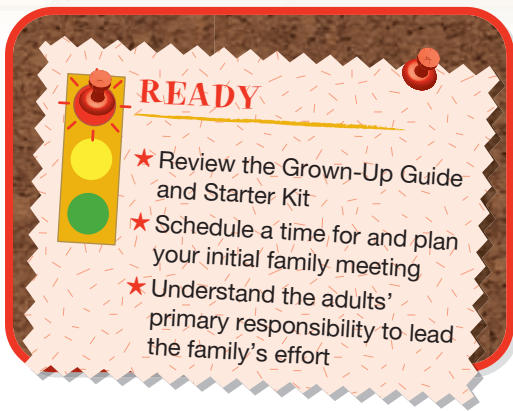 READY
★ Review the Grown-Up Guide
and Starter Kit
★ Schedule a time for and plan
your initial family meeting
★ Understand the adults’
primary responsibility to lead
the family’s effort